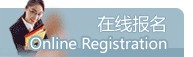 在线报名
Online Registration